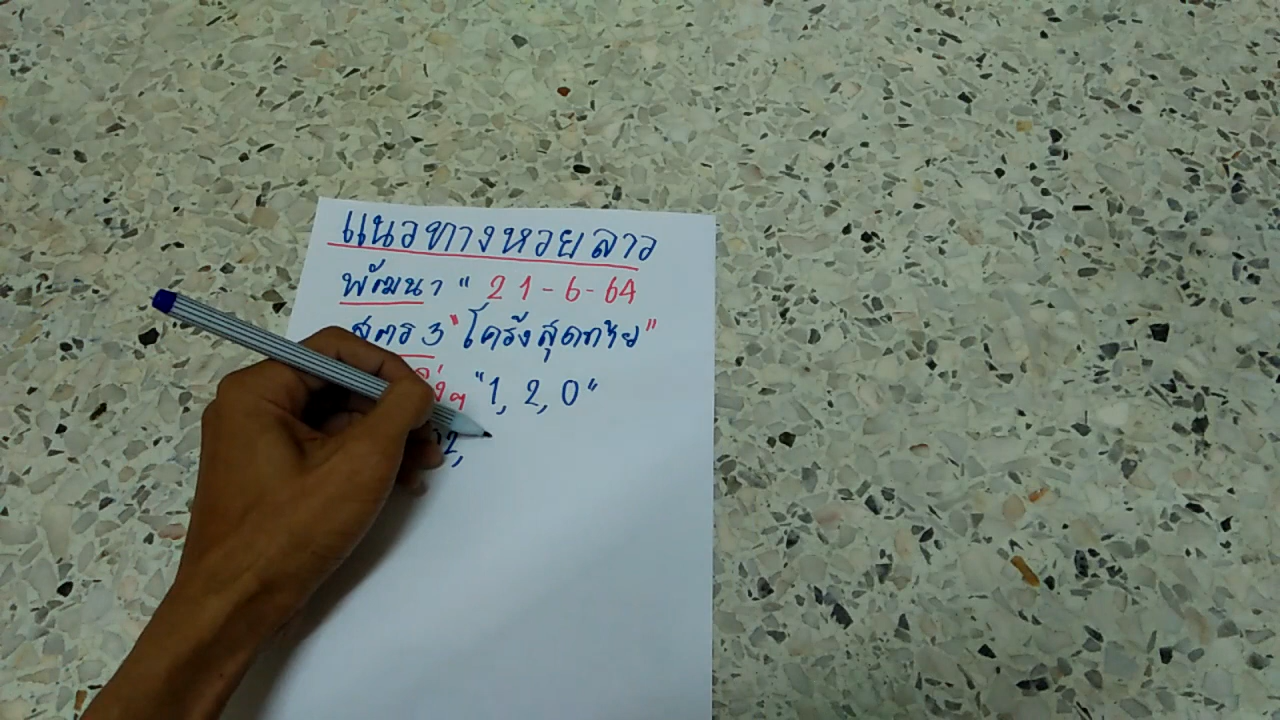 แนวทางหวยลาว
พัฒนา " 21-6-64
สูตร 3 "โค้งสุดท้าย"
"1, 2, 0"
2,